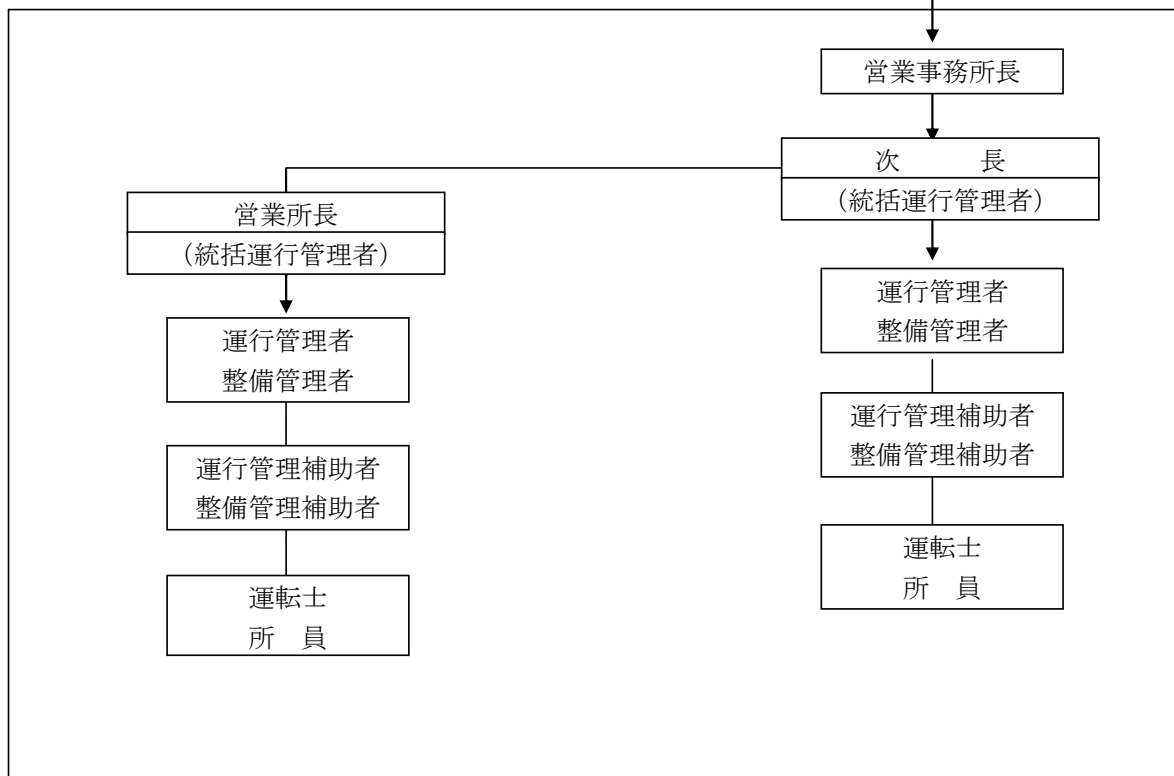 営業事務所長
次　　　長
（統括運行管理者）
運行管理者
整備管理者
運行管理補助者
整備管理補助者
運転士
所　員
営業所長
（統括運行管理者）
運行管理者
整備管理者
運行管理補助者
整備管理補助者
運転士
所　員